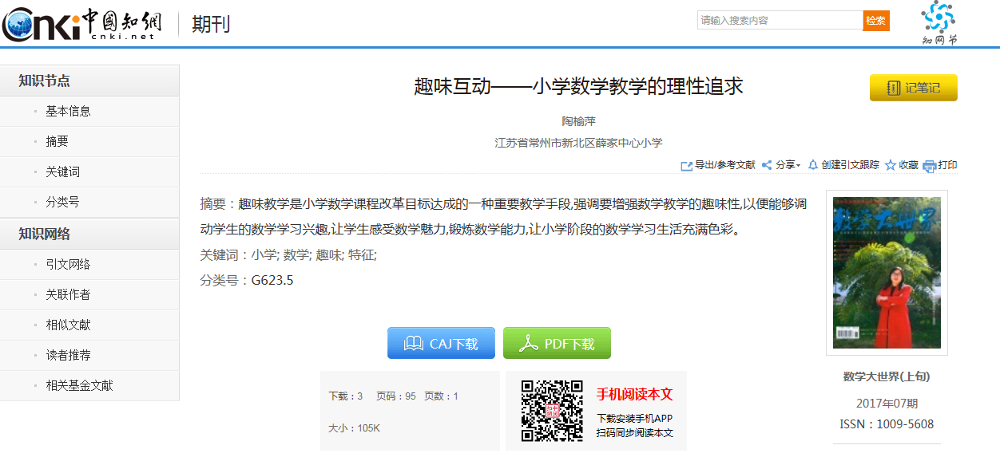 Cnki中國知網
cnki.net
期刊
请输入搜索内容
检索
知网节
知识节点
基本信息
摘要
关键词
分类号
知识网络
引文网络
关联作者
相似文献
读者推荐
相关基金文献
趣味互动——小学数学教学的理性追求
记笔记
陶榆萍
江苏省常州市新北区薛家中心小学
导出/参考文献 分享 创建引文跟踪 收藏 打印
摘要：趣味教学是小学数学课程改革目标达成的一种重要教学手段,强调要增强数学教学的趣味性,以便能够调
动学生的数学学习兴趣,让学生感受数学魅力,锻炼数学能力,让小学阶段的数学学习生活充满色彩。
关键词：小学; 数学; 趣味; 特征;
分类号：G623.5
CAJ下载
PDF下载
下载：3 页码：95 页数：1
大小：105K
手机阅读本文
下载安装手机APP
扫码同步阅读本文
数学大世界
数学大世界(上旬)
2017年07期
ISSN：1009-5608